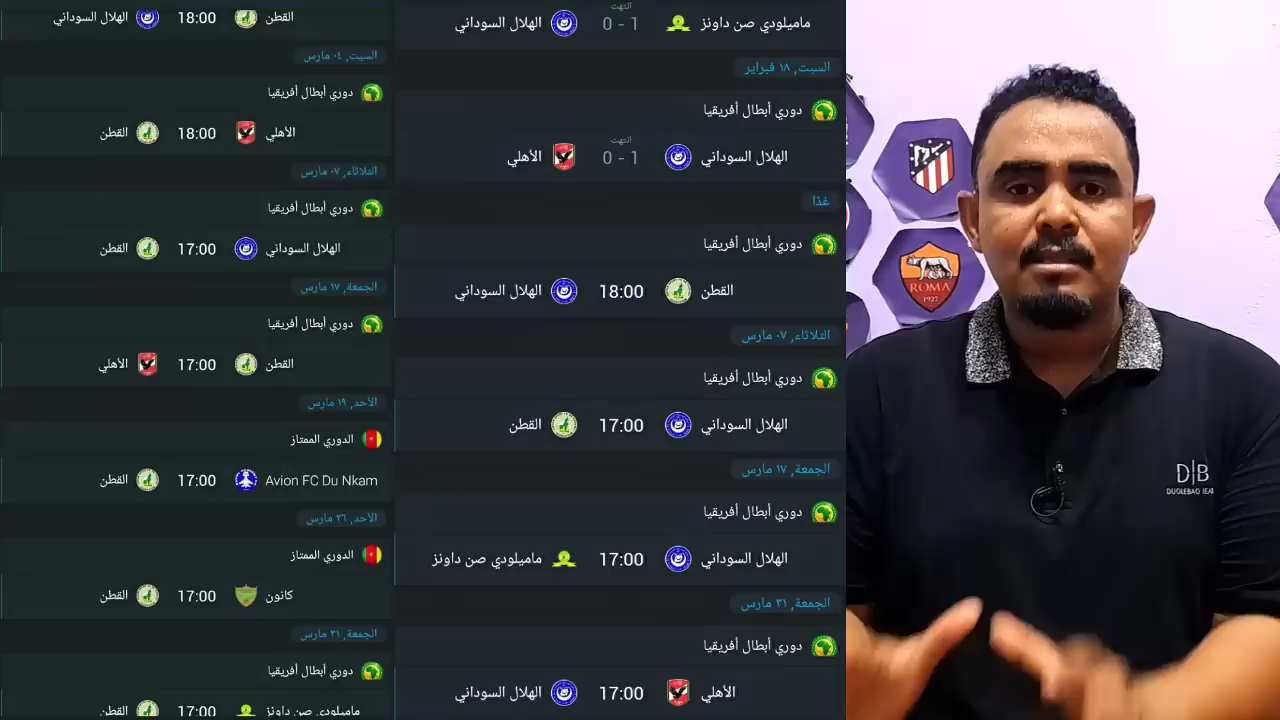 القطن 18:00 الهلال السوداني
السبت, ٠٤ مارس
دوري أبطال أفريقيا
الأهلي 18:00 القطن
الثلاثاء, ٠٧ مارس
دوري أبطال أفريقيا
الهلال السوداني 17:00 القطن
الجمعة, ١٧ مارس
دوري أبطال أفريقيا
القطن 17:00 الأهلي
الأحد, ١٩ مارس
الدوري الممتاز
Avion FC Du Nkam 17:00 القطن
الأحد, ٢٦ مارس
الدوري الممتاز
كانون 17:00 القطن
الجمعة, ٣١ مارس
دوري أبطال أفريقيا
ماميلودي صن داونز 17:00 القطن
انتهت
ماميلودي صن داونز 1 - 0 الهلال السوداني
السبت, ١٨ فبراير
دوري أبطال أفريقيا
انتهت
الهلال السوداني 1 - 0 الأهلي
غدًا
دوري أبطال أفريقيا
القطن 18:00 الهلال السوداني
الثلاثاء, ٠٧ مارس
دوري أبطال أفريقيا
الهلال السوداني 17:00 القطن
الجمعة, ١٧ مارس
دوري أبطال أفريقيا
الهلال السوداني 17:00 ماميلودي صن داونز
الجمعة, ٣١ مارس
دوري أبطال أفريقيا
الأهلي 17:00 الهلال السوداني
ROMA
1927
D|B
DUOLEBAO JEAN